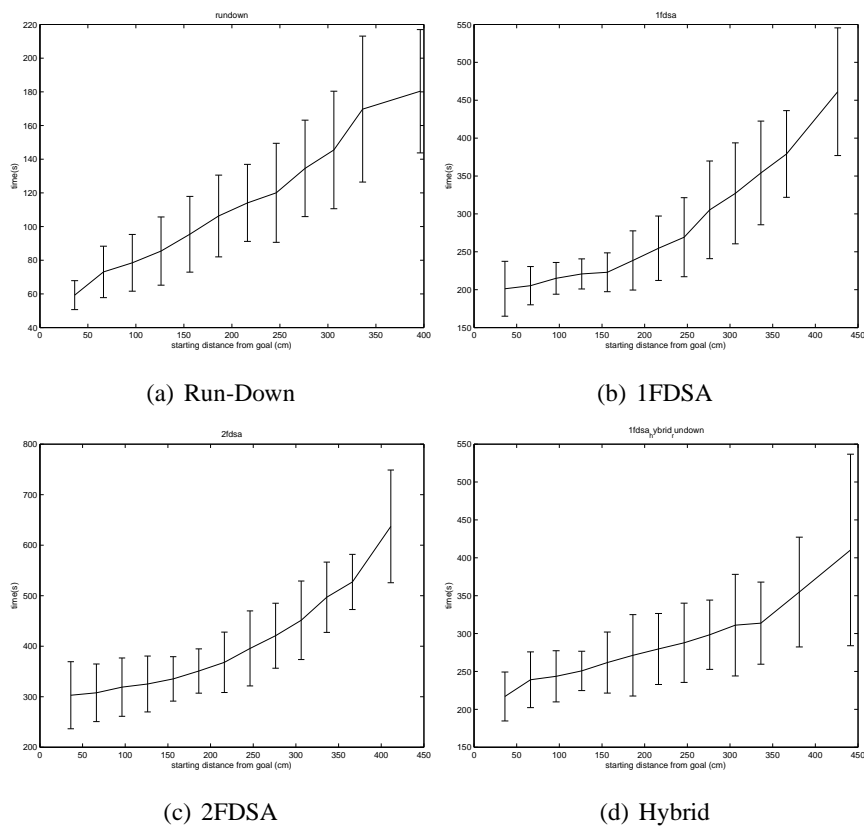 rundown
220
200
180
160
140
120
100
80
60
40
time(s)
0 50 100 150 200 250 300 350 400
starting distance from goal (cm)
(a) Run-Down
1fdsa
550
500
450
400
350
300
250
200
150
time(s)
0 50 100 150 200 250 300 350 400 450
starting distance from goal (cm)
(b) 1FDSA
2fdsa
800
700
600
500
400
300
200
time(s)
0 50 100 150 200 250 300 350 400 450
starting distance from goal (cm)
(c) 2FDSA
1fdsa_hybrid_rundown
550
500
450
400
350
300
250
200
150
time(s)
0 50 100 150 200 250 300 350 400 450
starting distance from goal (cm)
(d) Hybrid